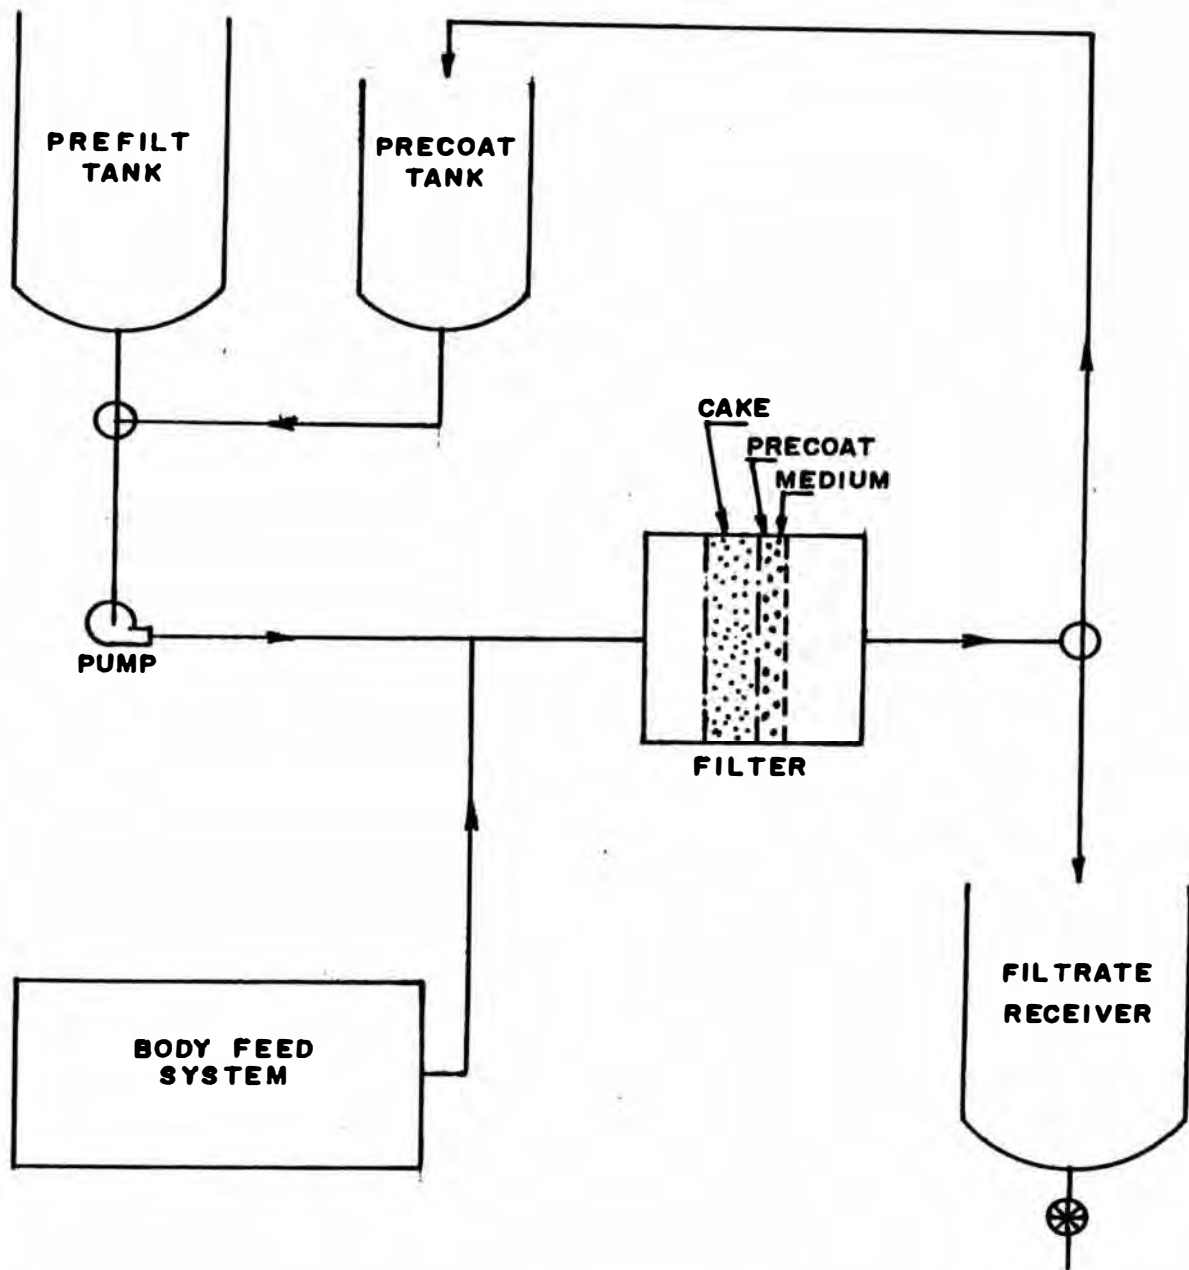 PREFILT
TANK
PRECOAT
TANK
CAKE
PRECOAT
MEDIUM
PUMP
FILTER
FILTRATE
RECEIVER
BODY FEED
SYSTEM